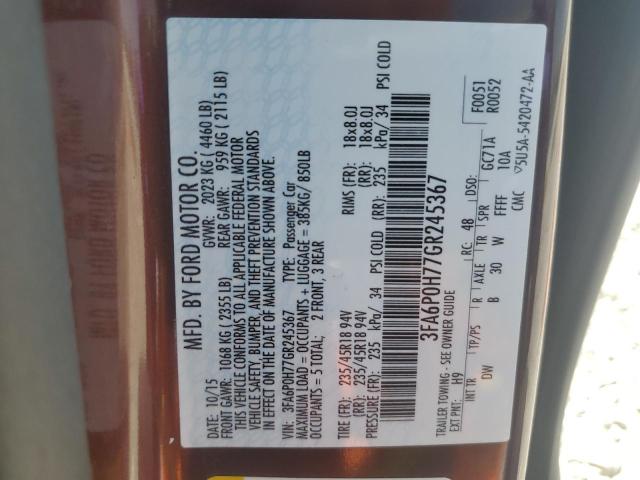 MFD. BY FORD MOTOR CO.
DATE: 10/15 GVWR: 2023 KG ( 4460 LB)
FRONT GAWR: 1068 KG ( 2355LB) REAR GAWR: 959 KG ( 2115 LB)
THIS VEHICLE CONFORMS TO ALL APPLICABLE FEDERAL MOTOR
VEHICLE SAFETY, BUMPER, AND THEFT PREVENTION STANDARDS
IN EFFECT ON THE DATE OF MANUFACTURE SHOWN ABOVE.
VIN: 3FA6P0H77GR245367 TYPE: Passenger Car
MAXIMUM LOAD = OCCUPANTS + LUGGAGE = 385KG/ 850LB
OCCUPANTS = 5 TOTAL; 2 FRONT, 3 REAR
TIRE (FR): 235/45R18 94V RIMS (FR): 18x8.0J
(RR): 235/45R18 94V (RR): 18x8.0J
PRESSURE (FR): 235 kPa/ 34 PSI COLD (RR): 235 kPa/ 34 PSI COLD
3FA6P0H77GR245367
TRAILER TOWING - SEE OWNER GUIDE
EXT PNT: H9 RC: 48 DSO: F0051
R0052
INT TR TP/PS R AXLE TR SPR GC71A
DW B 30 W FFFF 10A
CMC ▽5U5A-5420472-AA